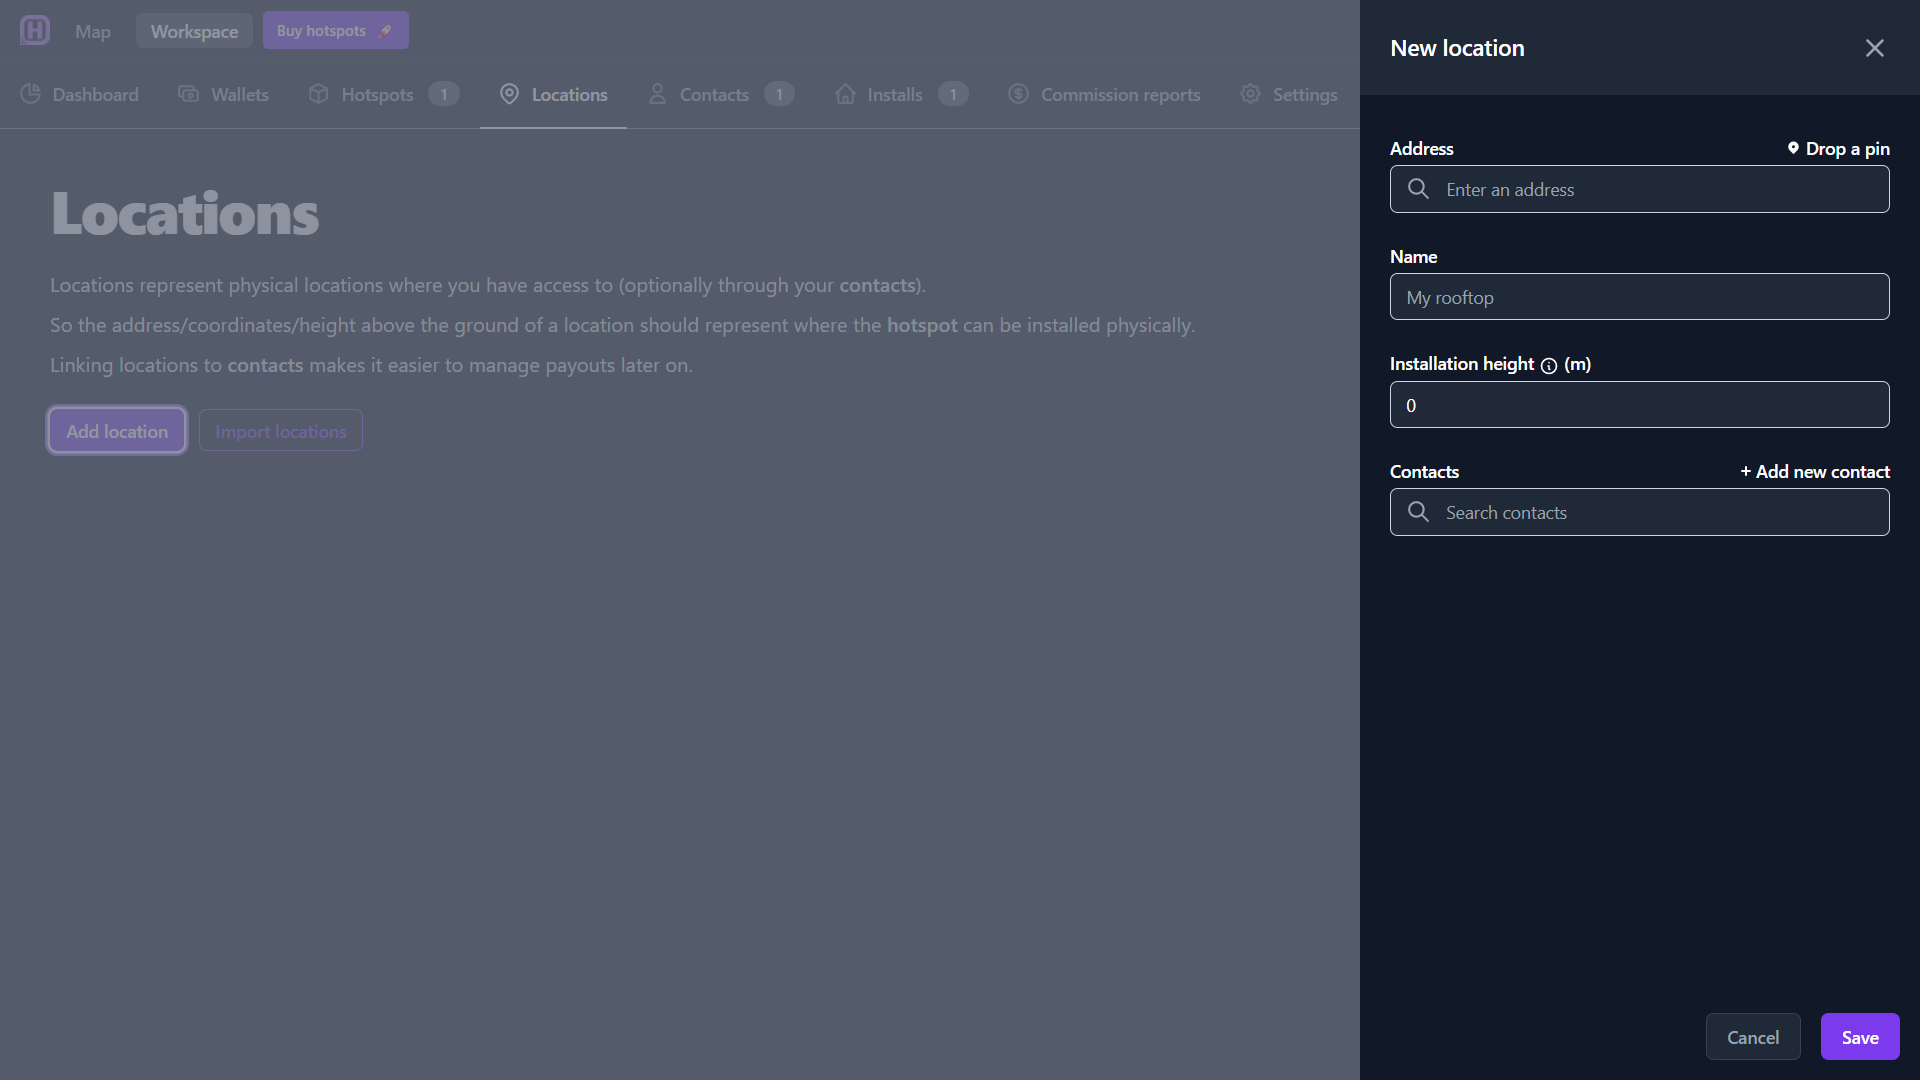 H Map Workspace Buy hotspots
Dashboard Wallets Hotspots 1 Locations Contacts 1 Installs 1 Commission reports Settings
Locations
Locations represent physical locations where you have access to (optionally through your contacts).
So the address/coordinates/height above the ground of a location should represent where the hotspot can be installed physically.
Linking locations to contacts makes it easier to manage payouts later on.
Add location Import locations
New location
Address Drop a pin
Enter an address
Name
My rooftop
Installation height (m)
0
Contacts + Add new contact
Search contacts
Cancel Save